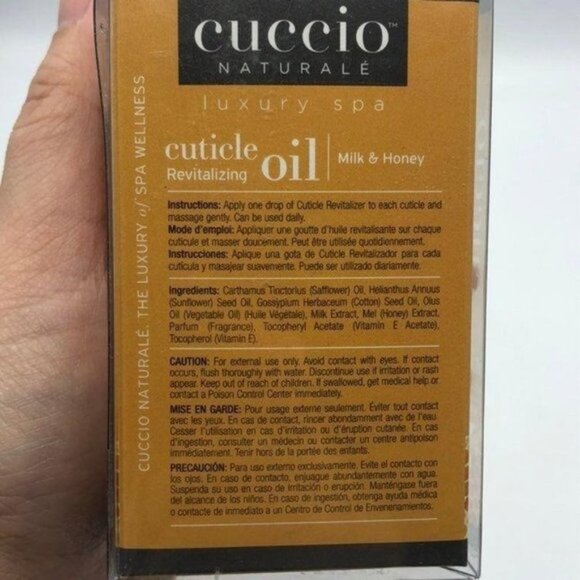 cuccio™
NATURALÉ
luxury spa
CUCCIO NATURALÉ. THE LUXURY of SPA WELLNESS
cuticle oil
Revitalizing
Milk & Honey
Instructions: Apply one drop of Cuticle Revitalizer to each cuticle and
massage gently. Can be used daily.
Mode d'emploi: Appliquer une goutte d'huile revitalisante sur chaque
cuticule et masser doucement. Peut être utilisée quotidiennement.
Instrucciones: Aplique una gota de Cuticle Revitalizador para cada
cutícula y masajear suavemente. Puede ser utilizado diariamente.
Ingredients: Carthamus Tinctorius (Safflower) Oil, Helianthus Annuus
(Sunflower) Seed Oil, Gossypium Herbaceum (Cotton) Seed Oil, Olus
Oil (Vegetable Oil) (Huile Végétale), Milk Extract, Mel (Honey) Extract,
Parfum (Fragrance), Tocopheryl Acetate (Vitamin E Acetate),
Tocopherol (Vitamin E).
CAUTION: For external use only. Avoid contact with eyes. If contact
occurs, flush thoroughly with water. Discontinue use if irritation or rash
appear. Keep out of reach of children. If swallowed, get medical help or
contact a Poison Control Center immediately.
MISE EN GARDE: Pour usage externe seulement. Éviter tout contact
avec les yeux. En cas de contact, rincer abondamment avec de l'eau.
Cesser l'utilisation en cas d'irritation ou d'éruption cutanée. En cas
d'ingestion, consulter un médecin ou contacter un centre antipoison
immédiatement. Tenir hors de la portée des enfants.
PRECAUCIÓN: Para uso externo exclusivamente. Evite el contacto con
los ojos. En caso de contacto, enjuague abundantemente con agua.
Suspenda su uso en caso de irritación o erupción. Manténgase fuera
del alcance de los niños. En caso de ingestión, obtenga ayuda médica
o contacte de inmediato a un Centro de Control de Envenenamientos.